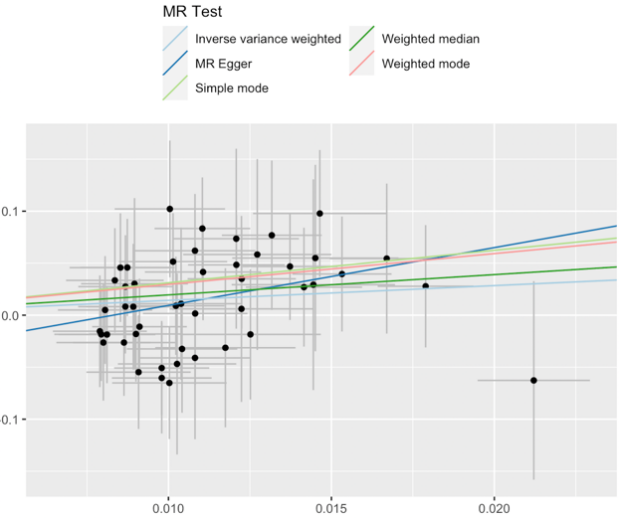 MR Test
Inverse variance weighted
Weighted median
MR Egger
Weighted mode
Simple mode
0.1
0.0
-0.1
0.010
0.015
0.020